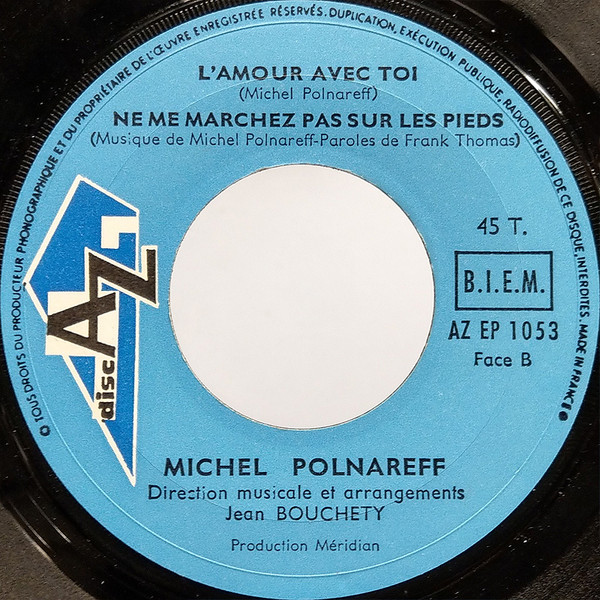 TOUS DROITS DU PRODUCTEUR PHONOGRAPHIQUE ET DU PROPRIÉTAIRE DE L'ŒUVRE ENREGISTRÉE RÉSERVÉS. DUPLICATION, EXÉCUTION PUBLIQUE, RADIODIFFUSION DE CE DISQUE, INTERDITES. MADE IN FRANCE
L'AMOUR AVEC TOI
(Michel Polnareff)
NE ME MARCHEZ PAS SUR LES PIEDS
(Musique de Michel Polnareff-Paroles de Frank Thomas)
disc AZ
45 T.
B.I.E.M.
AZ EP 1053
Face B
MICHEL POLNAREFF
Direction musicale et arrangements
Jean BOUCHETY
Production Méridian